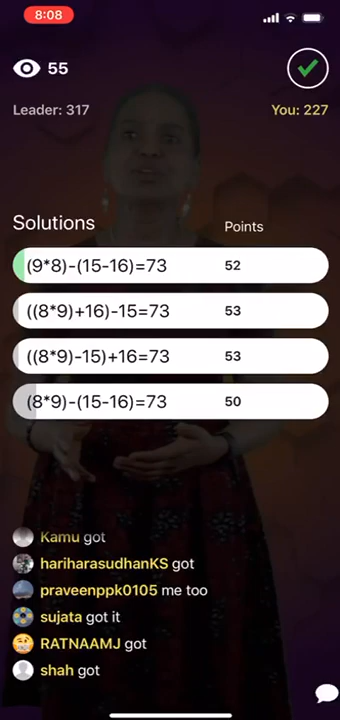 8:08
55
Leader: 317
You: 227
Solutions
Points
(9*8)-(15-16)=73 52
((8*9)+16)-15=73 53
((8*9)-15)+16=73 53
(8*9)-(15-16)=73 50
Kamu got
hariharasudhanKS got
praveenppk0105 me too
sujata got it
RATNAAMJ got
shah got